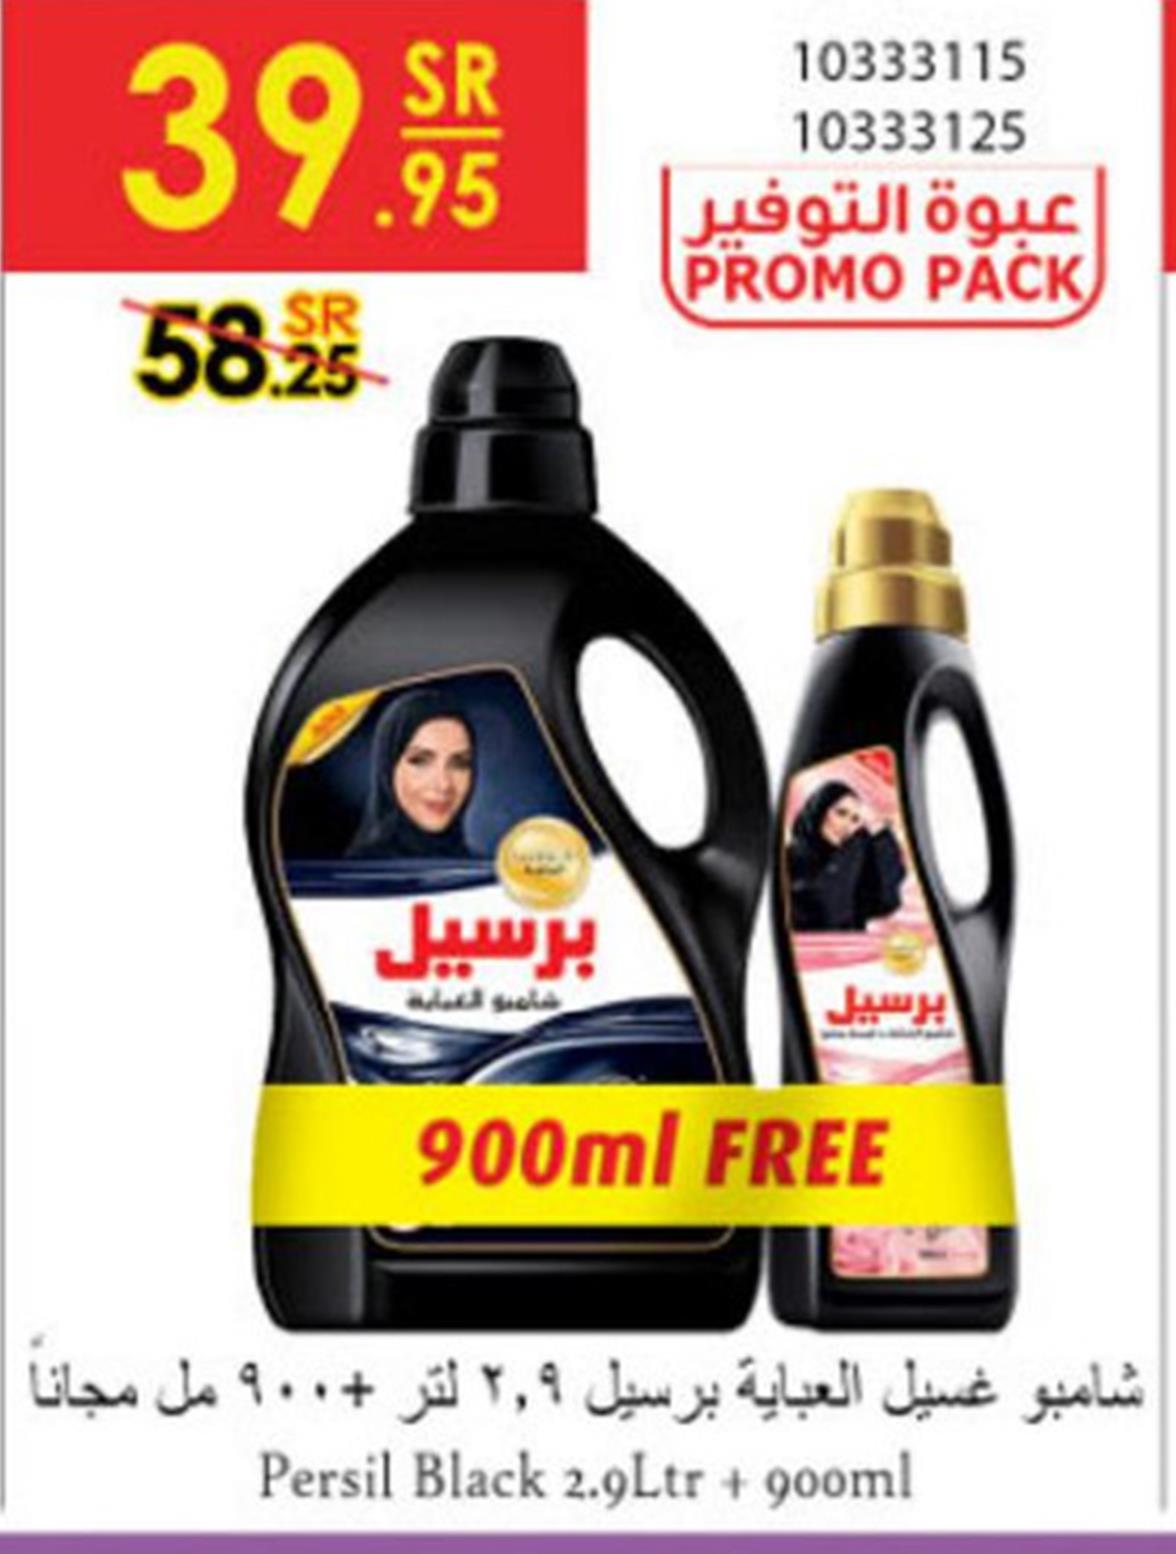 39 SR
.95
58 SR
.25
10333115
10333125
عبوة التوفير
PROMO PACK
برسيل
شامبو العباية
برسيل
900ml FREE
شامبو غسيل العباية برسيل ٢,٩ لتر +٩٠٠ مل مجاناً
Persil Black 2.9Ltr + 900ml